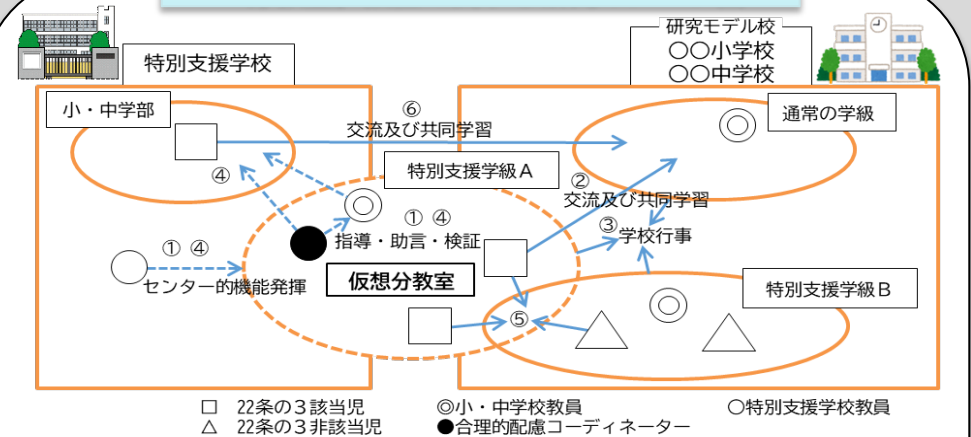 特別支援学校
研究モデル校
〇〇小学校
〇〇中学校
小・中学部
通常の学級
⑥
交流及び共同学習
特別支援学級A
④
②
交流及び共同学習
① ④
指導・助言・検証
③学校行事
① ④
センター的機能発揮
仮想分教室
特別支援学級B
⑤
□ 22条の3該当児
◎小・中学校教員
○特別支援学校教員
△ 22条の3非該当児
●合理的配慮コーディネーター